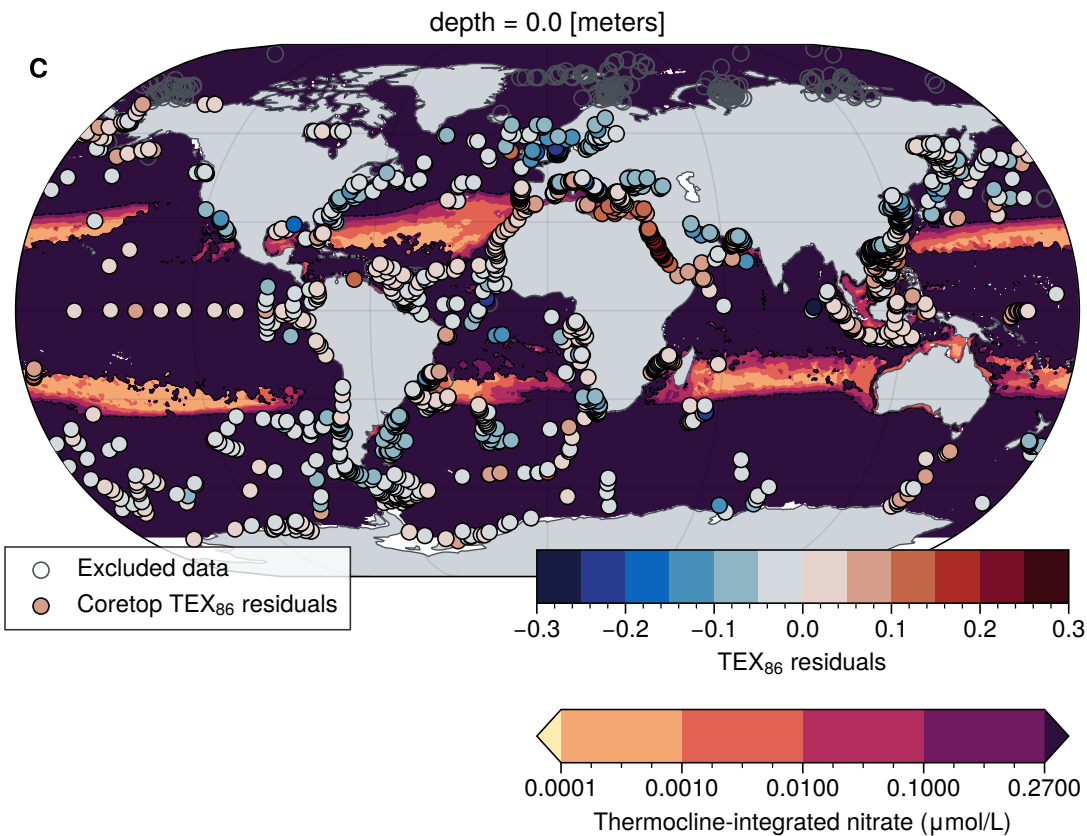 depth = 0.0 [meters]
C
Excluded data
Coretop TEX₈₆ residuals
−0.3 −0.2 −0.1 0.0 0.1 0.2 0.3
TEX₈₆ residuals
0.0001 0.0010 0.0100 0.1000 0.2700
Thermocline-integrated nitrate (µmol/L)